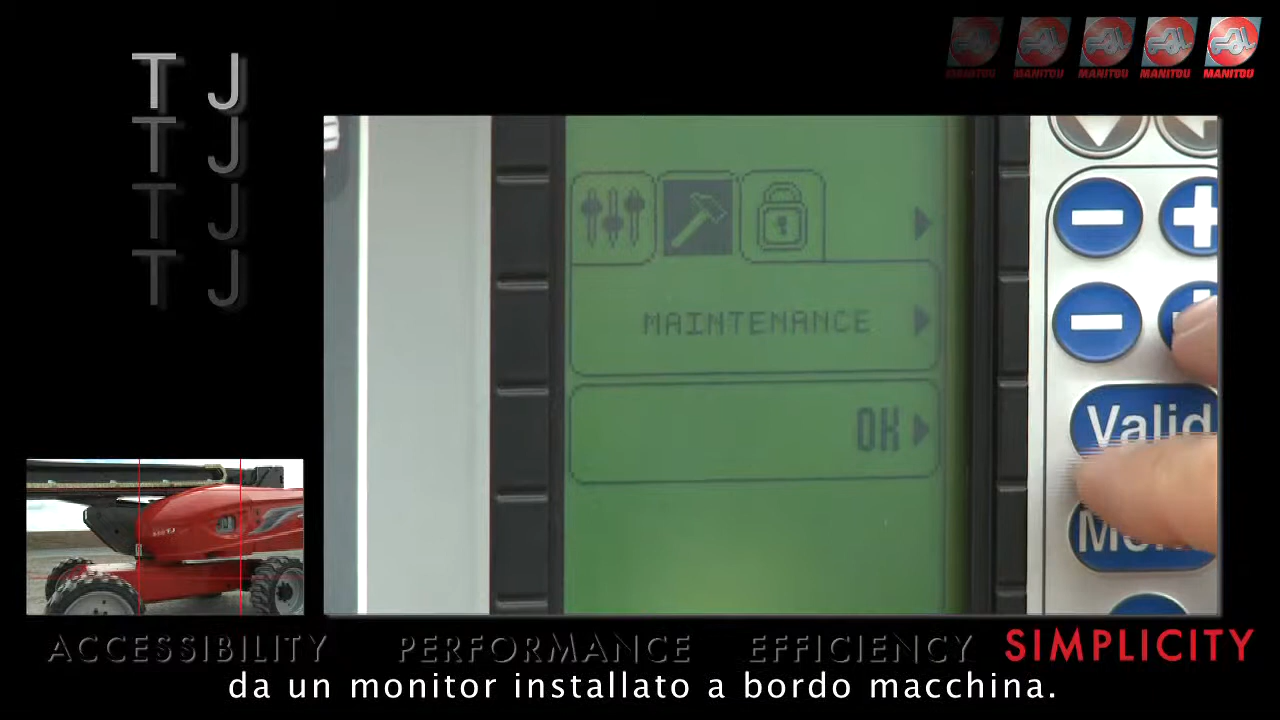 T J
T J
T J
T J
MANITOU MANITOU MANITOU MANITOU MANITOU
MAINTENANCE
OK
Valid
ACCESSIBILITY PERFORMANCE EFFICIENCY SIMPLICITY
da un monitor installato a bordo macchina.